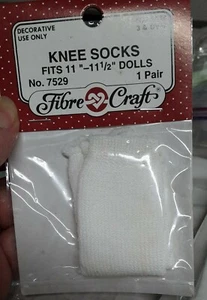 DECORATIVE
USE ONLY
KNEE SOCKS
FITS 11 "–11½" DOLLS
No. 7529 1 Pair
Fibre Craft®